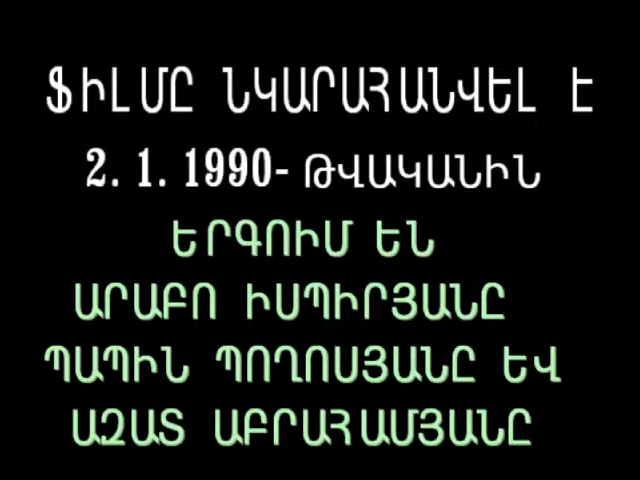 ՖԻԼՄԸ ՆԿԱՐԱՀԱՆՎԵԼ Է
2. 1. 1990- ԹՎԱԿԱՆԻՆ
ԵՐԳՈՒՄ ԵՆ
ԱՐԱԲՈ ԻՍՊԻՐՅԱՆԸ
ՊԱՊԻՆ ՊՈՂՈՍՅԱՆԸ ԵՎ
ԱԶԱՏ ԱԲՐԱՀԱՄՅԱՆԸ